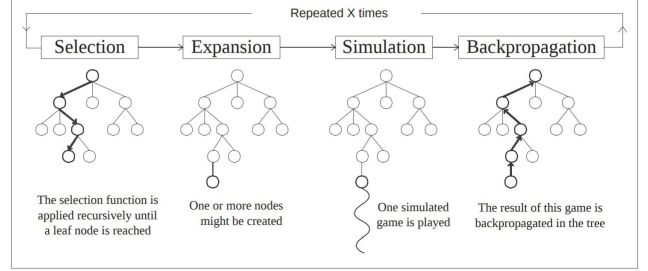 Repeated X times
Selection
Expansion
Simulation
Backpropagation
The selection function is
applied recursively until
a leaf node is reached
One or more nodes
might be created
One simulated
game is played
The result of this game is
backpropagated in the tree